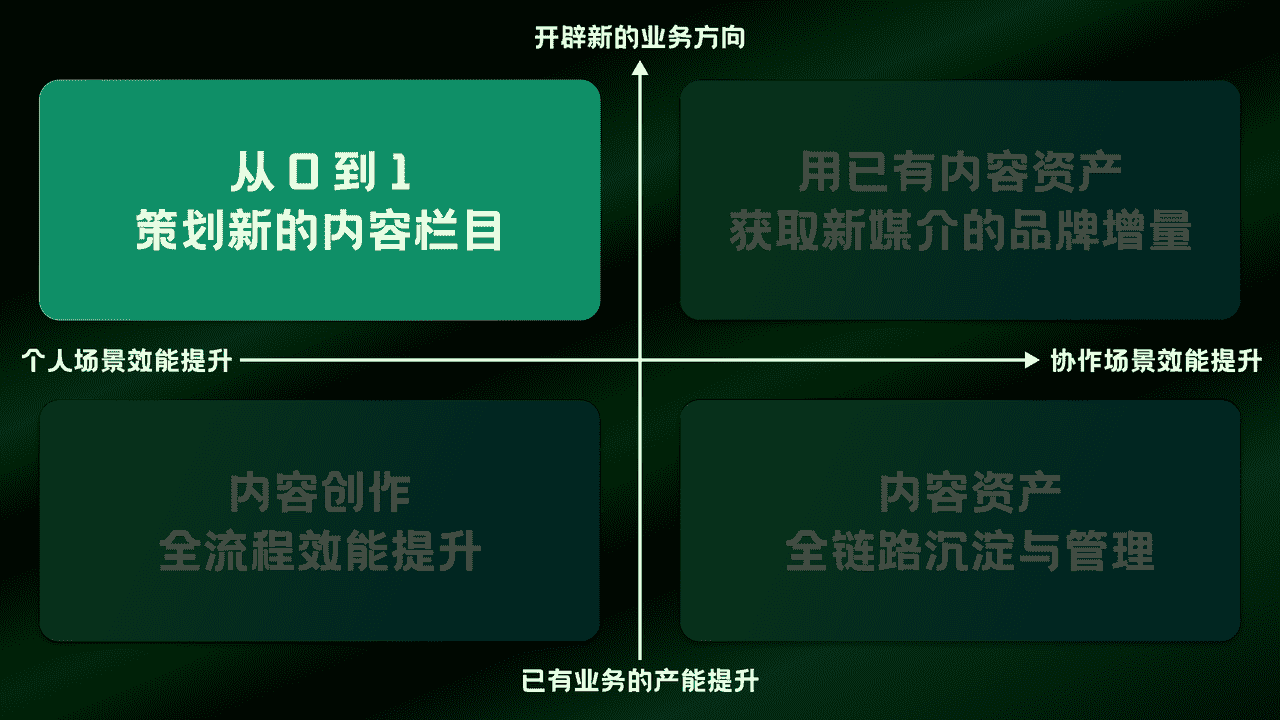 开辟新的业务方向
从 0 到 1
策划新的内容栏目
用已有内容资产
获取新媒介的品牌增量
个人场景效能提升
协作场景效能提升
内容创作
全流程效能提升
内容资产
全链路沉淀与管理
已有业务的产能提升